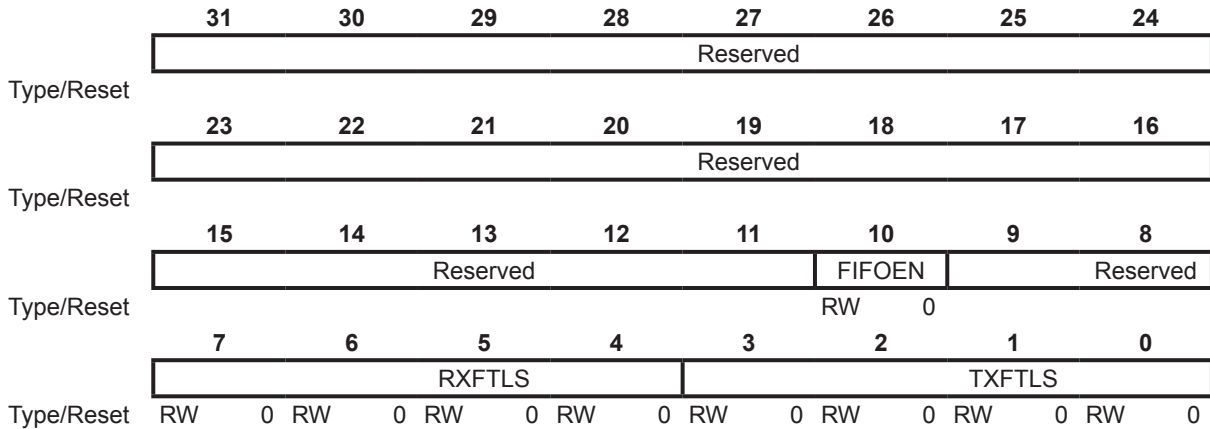 31 30 29 28 27 26 25 24
Reserved
Type/Reset
23 22 21 20 19 18 17 16
Reserved
Type/Reset
15 14 13 12 11 10 9 8
Reserved FIFOEN Reserved
Type/Reset RW 0
7 6 5 4 3 2 1 0
RXFTLS TXFTLS
Type/Reset RW 0 RW 0 RW 0 RW 0 RW 0 RW 0 RW 0 RW 0